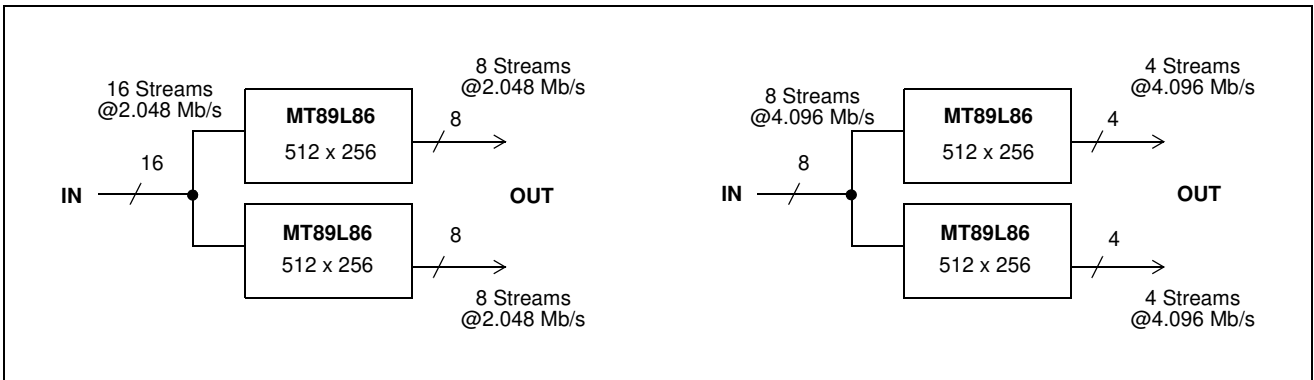 8 Streams
@2.048 Mb/s
16 Streams
@2.048 Mb/s
MT89L86
512 x 256
8
16
IN
OUT
MT89L86
512 x 256
8
8 Streams
@2.048 Mb/s
4 Streams
@4.096 Mb/s
8 Streams
@4.096 Mb/s
MT89L86
512 x 256
4
8
IN
OUT
MT89L86
512 x 256
4
4 Streams
@4.096 Mb/s